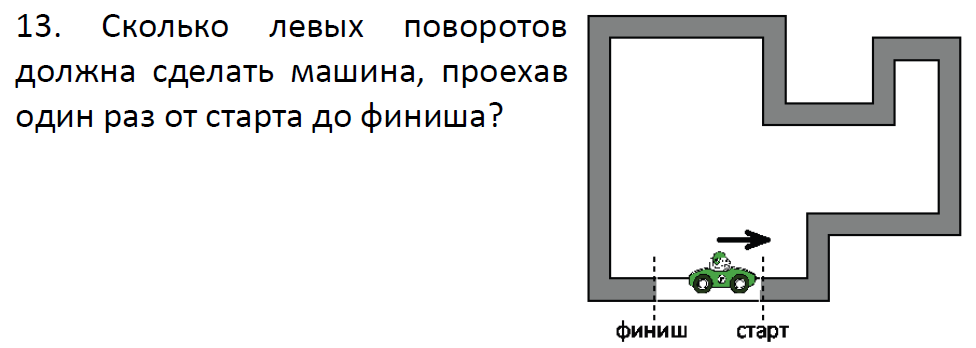 13. Сколько левых поворотов
должна сделать машина, проехав
один раз от старта до финиша?
финиш старт